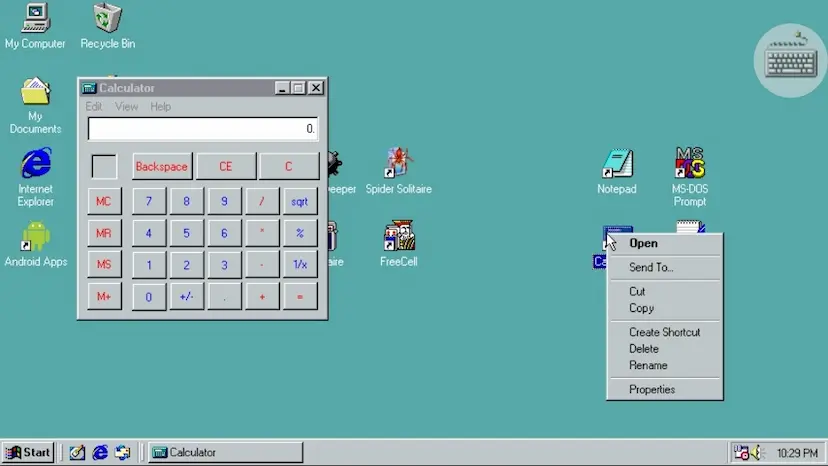 My Computer
Recycle Bin
My
Documents
Internet
Explorer
Android Apps
Calculator
Edit View Help
0.
Backspace CE C
MC 7 8 9 / sqrt
MR 4 5 6 * %
MS 1 2 3 - 1/x
M+ 0 +/- . + =
eeper
Spider Solitaire
aire
FreeCell
Notepad
MS-DOS
Prompt
MS
Ca
Open
Send To...
Cut
Copy
Create Shortcut
Delete
Rename
Properties
Start
Calculator
10:29 PM